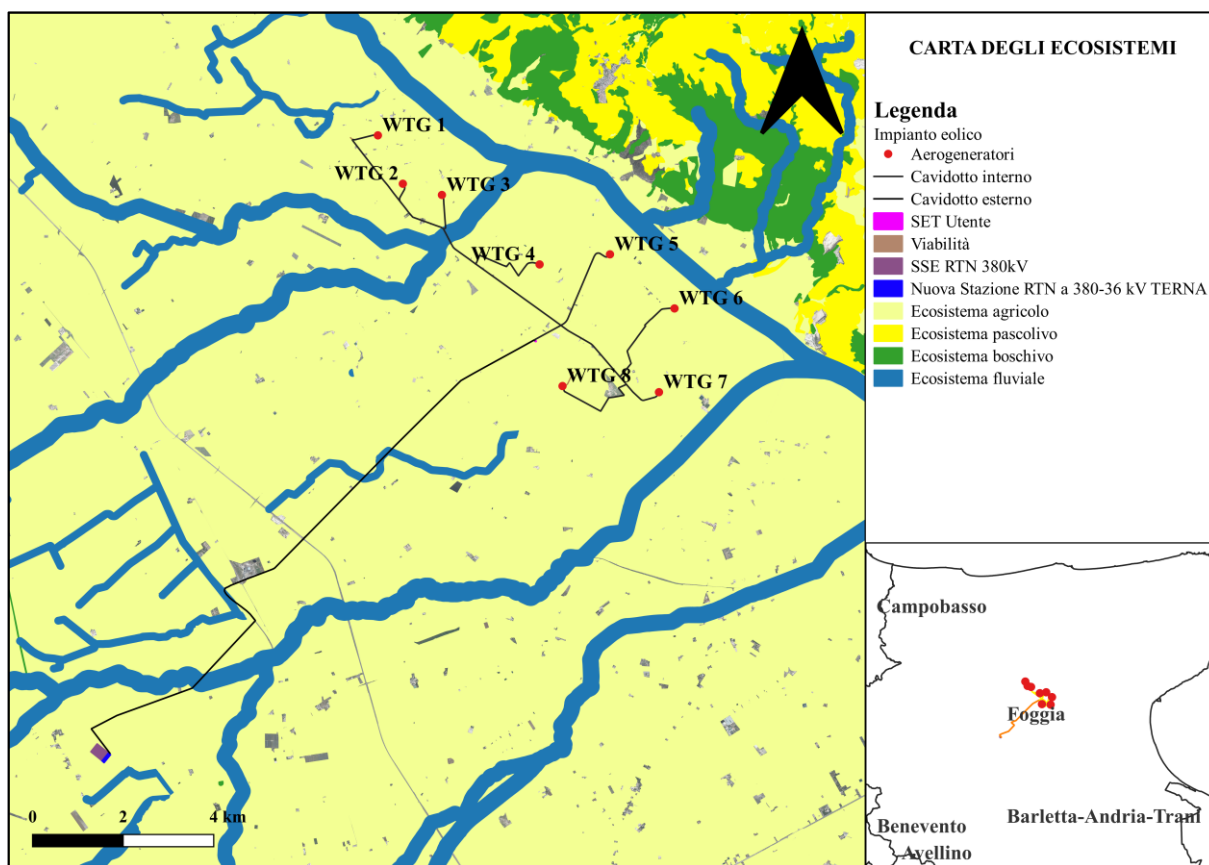 CARTA DEGLI ECOSISTEMI
Legenda
Impianto eolico
Aerogeneratori
Cavidotto interno
Cavidotto esterno
SET Utente
Viabilità
SSE RTN 380kV
Nuova Stazione RTN a 380-36 kV TERNA
Ecosistema agricolo
Ecosistema pascolivo
Ecosistema boschivo
Ecosistema fluviale
WTG 1
WTG 2
WTG 3
WTG 4
WTG 5
WTG 6
WTG 8
WTG 7
0 2 4 km
Campobasso
Foggia
Barletta-Andria-Trani
Benevento
Avellino